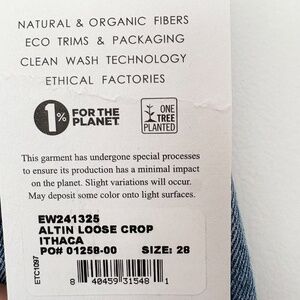 NATURAL & ORGANIC FIBERS
ECO TRIMS & PACKAGING
CLEAN WASH TECHNOLOGY
ETHICAL FACTORIES
1% FOR THE PLANET
ONE TREE PLANTED
This garment has undergone special processes
to ensure its production has a minimal impact
on the planet. Slight variations will occur.
May deposit some color onto light surfaces.
EW241325
ALTIN LOOSE CROP
ITHACA
PO# 01258-00 SIZE: 28
ETC1097
8 40459 31548 1